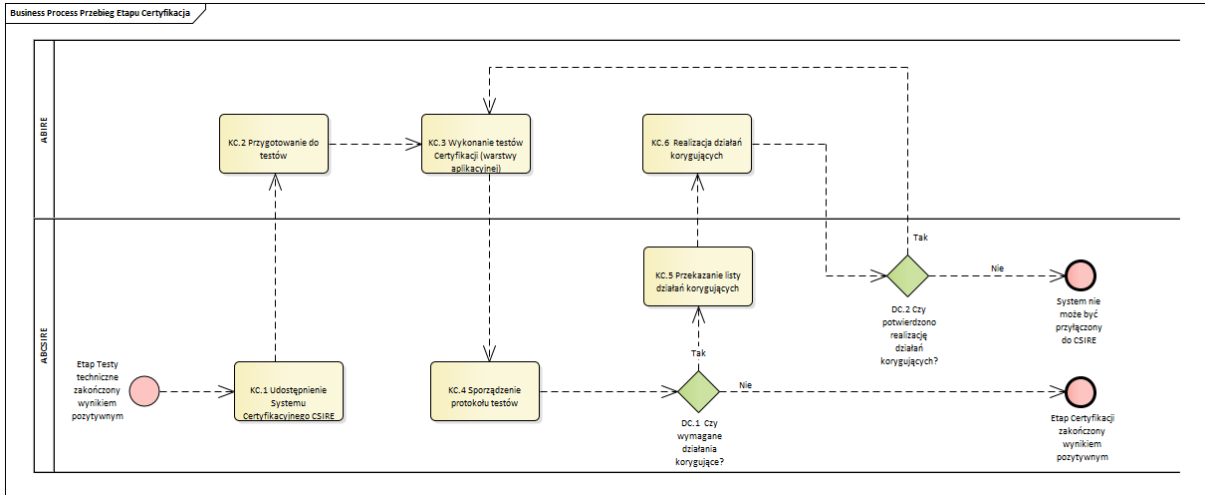 Business Process Przebieg Etapu Certyfikacja
ABIRE
KC.2 Przygotowanie do
testów
KC.3 Wykonanie testów
Certyfikacji (warstwy
aplikacyjnej)
KC.6 Realizacja działań
korygujących
ABCSIRE
Tak
KC.5 Przekazanie listy
działań korygujących
Nie
DC.2 Czy
potwierdzono
realizację
działań
korygujących?
System nie
może być
przyłączony
do CSIRE
Etap Testy
techniczne
zakończony
wynikiem
pozytywnym
KC.1 Udostępnienie
Systemu
Certyfikacyjnego CSIRE
KC.4 Sporządzenie
protokołu testów
Tak
Nie
DC.1 Czy
wymagane
działania
korygujące?
Etap Certyfikacji
zakończony
wynikiem
pozytywnym